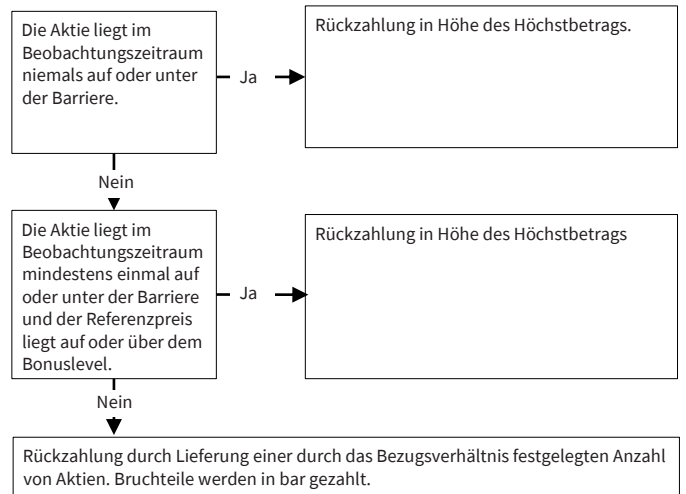 Die Aktie liegt im
Beobachtungszeitraum
niemals auf oder unter
der Barriere.
Ja
Rückzahlung in Höhe des Höchstbetrags.
Nein
Die Aktie liegt im
Beobachtungszeitraum
mindestens einmal auf
oder unter der Barriere
und der Referenzpreis
liegt auf oder über dem
Bonuslevel.
Ja
Rückzahlung in Höhe des Höchstbetrags
Nein
Rückzahlung durch Lieferung einer durch das Bezugsverhältnis festgelegten Anzahl
von Aktien. Bruchteile werden in bar gezahlt.